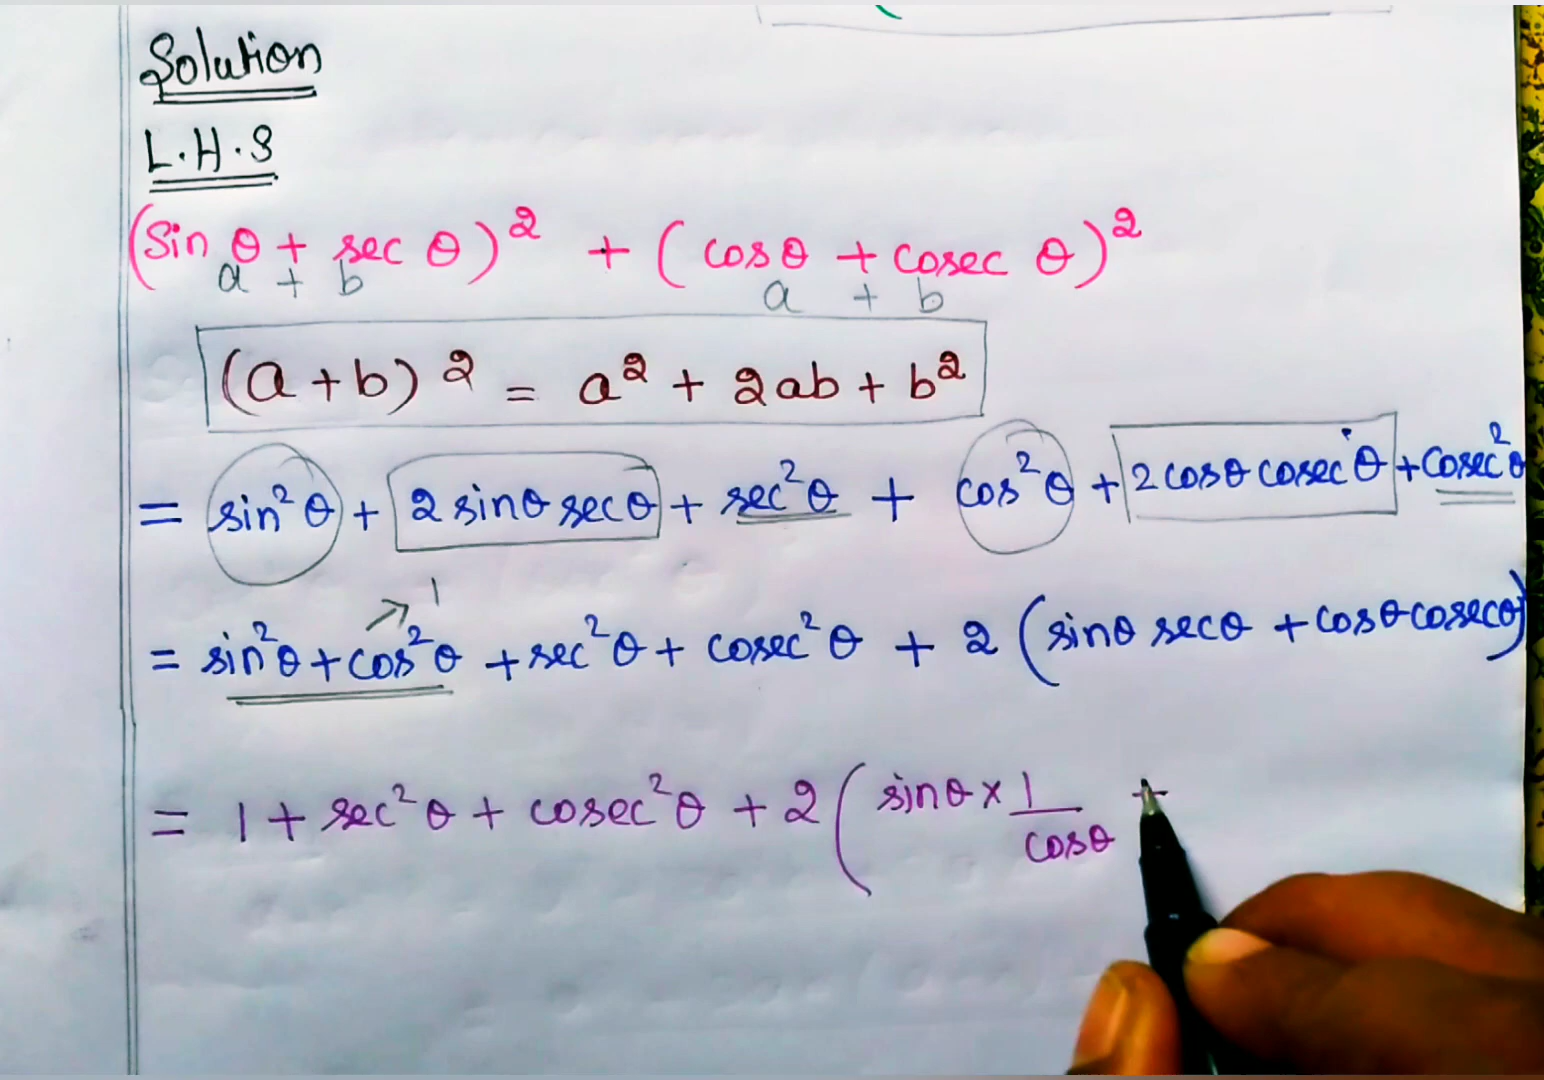 Solution
L.H.S
(Sin θ + sec θ)² + (cosθ + cosec θ)²
a + b a + b
(a+b)² = a² + 2ab + b²
= sin²θ + 2 sinθ secθ + sec²θ + cos²θ + 2 cosθ cosec θ + cosec²θ
1
= sin²θ + cos²θ + sec²θ + cosec²θ + 2 (sinθ secθ + cosθ cosecθ)
= 1 + sec²θ + cosec²θ + 2 ( sinθ × 1/cosθ +